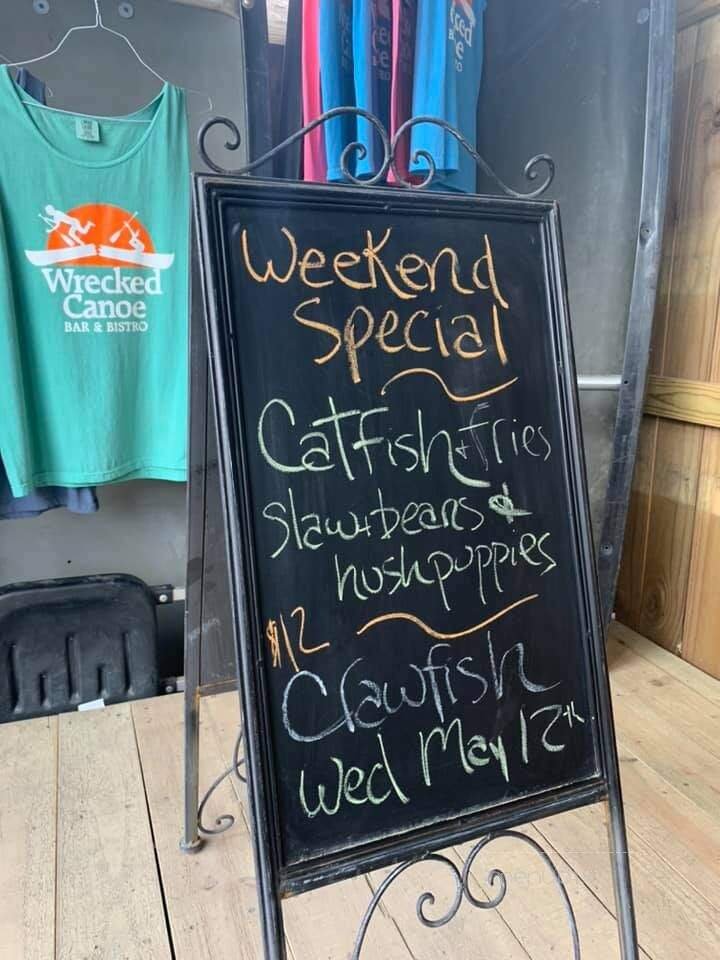 Wrecked
Canoe
BAR & BISTRO
Weekend
Special
Catfish + fries
Slaw + beans &
hushpuppies
$12
Crawfish
Wed May 12th.